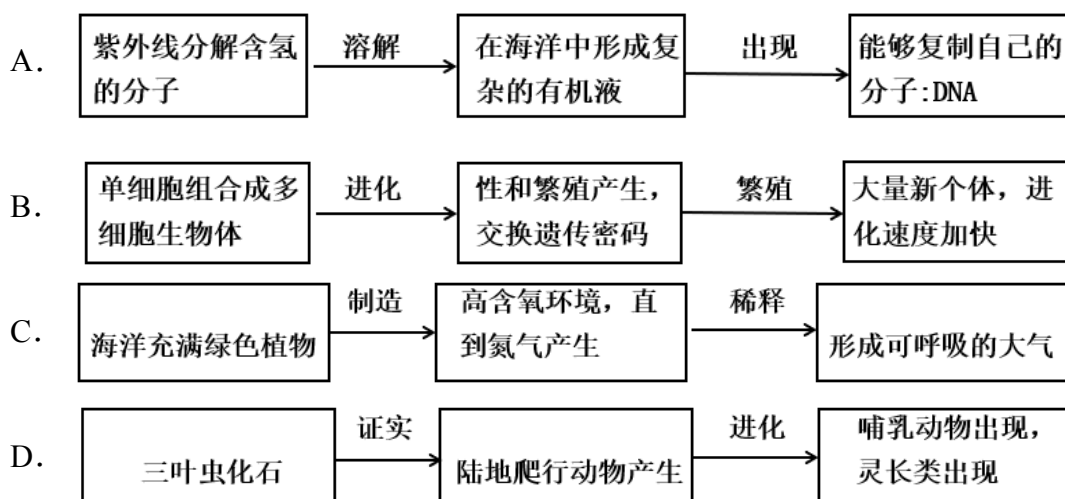 A. 紫外线分解含氢的分子 溶解 在海洋中形成复杂的有机液 出现 能够复制自己的分子:DNA
B. 单细胞组合成多细胞生物体 进化 性和繁殖产生，交换遗传密码 繁殖 大量新个体，进化速度加快
C. 海洋充满绿色植物 制造 高含氧环境，直到氮气产生 稀释 形成可呼吸的大气
D. 三叶虫化石 证实 陆地爬行动物产生 进化 哺乳动物出现，灵长类出现